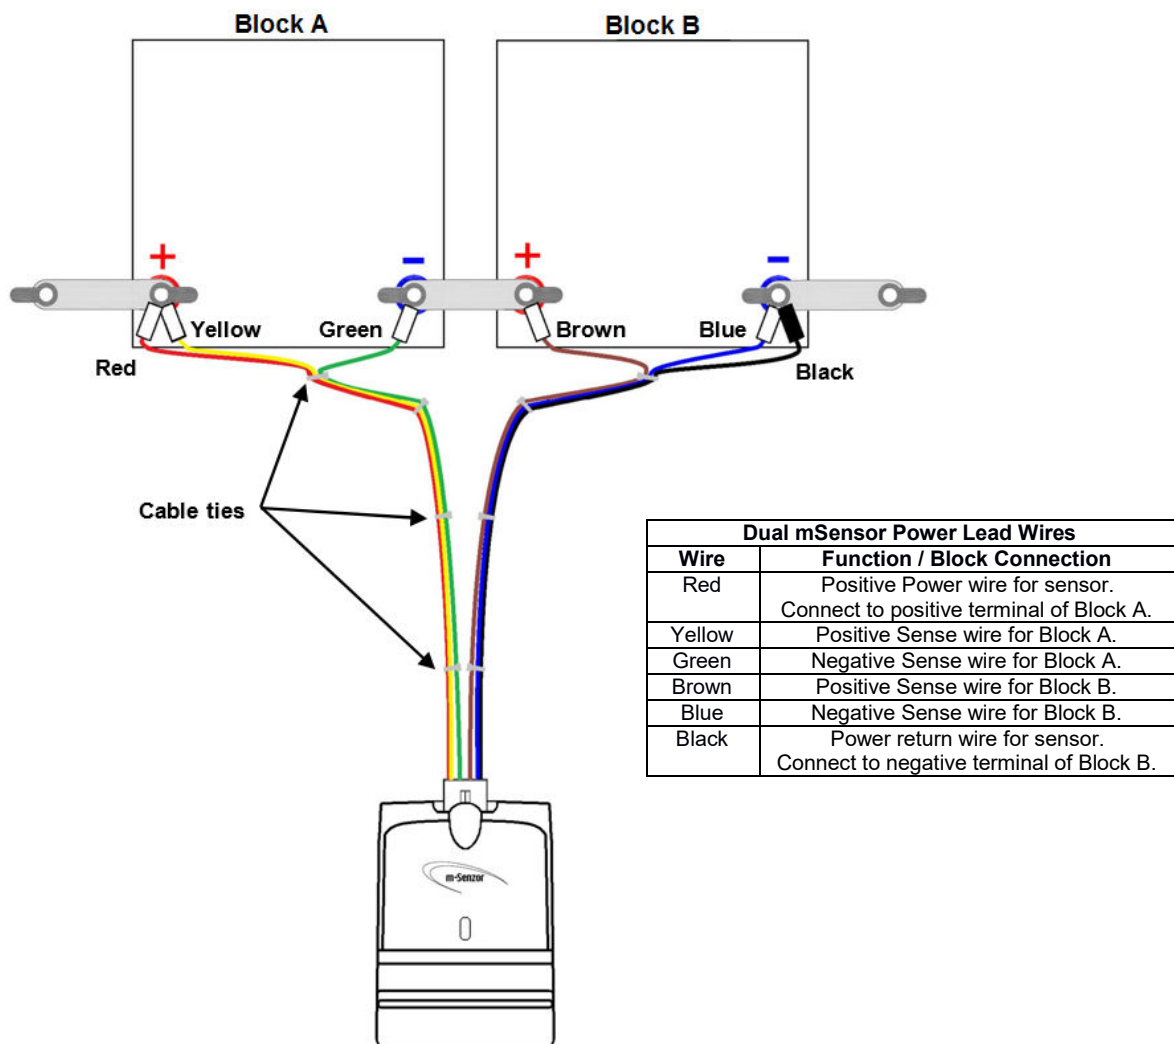 Block A
Block B
+
-
+
-
Yellow
Green
Brown
Blue
Red
Black
Cable ties
Dual mSensor Power Lead Wires
Wire Function / Block Connection
Red Positive Power wire for sensor.
Connect to positive terminal of Block A.
Yellow Positive Sense wire for Block A.
Green Negative Sense wire for Block A.
Brown Positive Sense wire for Block B.
Blue Negative Sense wire for Block B.
Black Power return wire for sensor.
Connect to negative terminal of Block B.
m-Senzor